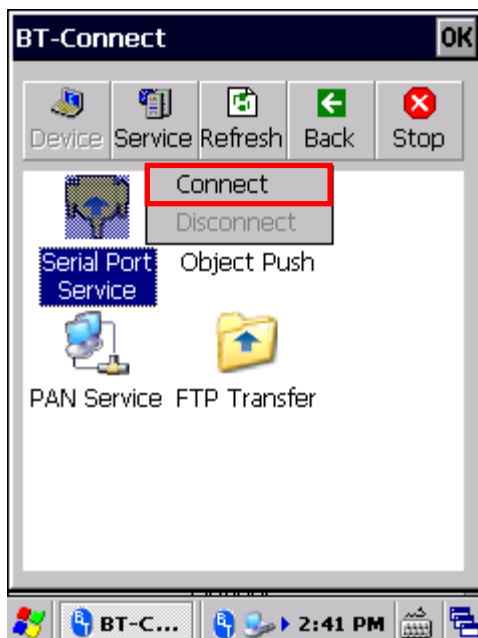 BT-Connect OK
Device Service Refresh Back Stop
Connect
Disconnect
Serial Port Service
Object Push
PAN Service
FTP Transfer
BT-C... 2:41 PM